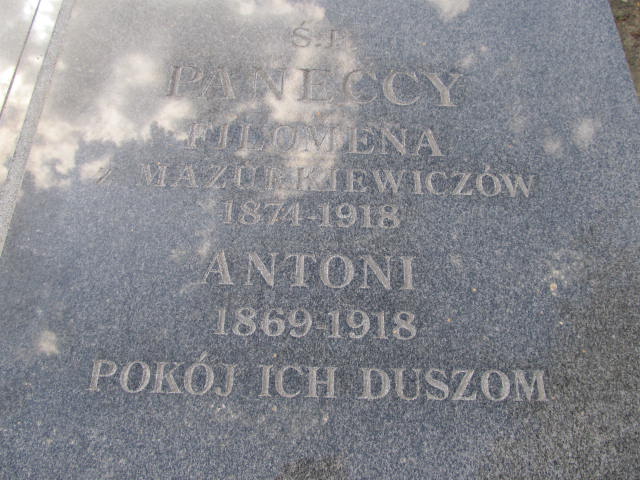 Ś.P.
PANECCY
FILOMENA
Z MAZURKIEWICZÓW
1874-1918
ANTONI
1869-1918
POKÓJ ICH DUSZOM